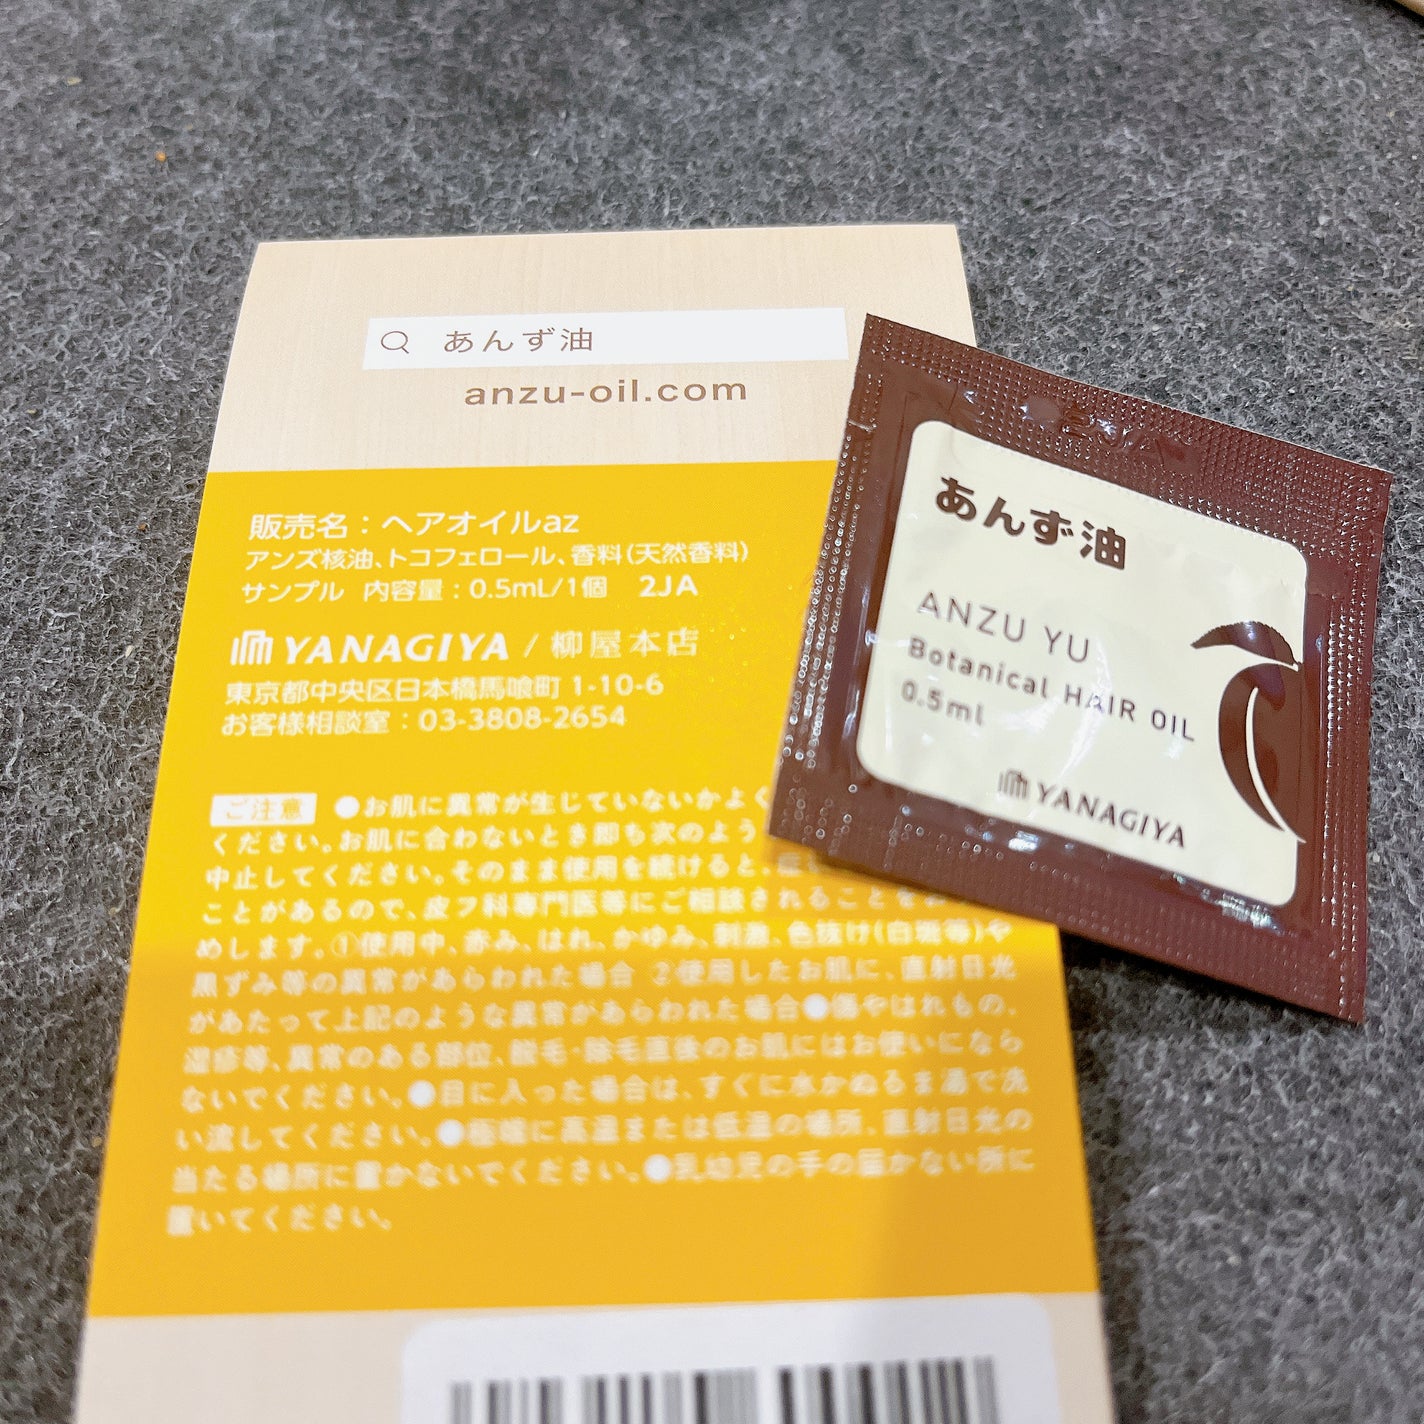 あんず油
anzu-oil.com
販売名：ヘアオイルaz
アンズ核油､トコフェロール､香料(天然香料)
サンプル 内容量：0.5mL/1個 2JA
YANAGIYA / 柳屋本店
東京都中央区日本橋馬喰町 1-10-6
お客様相談室：03-3808-2654
ご注意 ●お肌に異常が生じていないかよく
ください。お肌に合わないとき即ち次のよう
中止してください。そのまま使用を続けると、
ことがあるので、皮フ科専門医等にご相談されることをお
めします。①使用中、赤み、はれ、かゆみ、刺激、色抜け(白斑等)や
黒ずみ等の異常があらわれた場合 ②使用したお肌に、直射日光
があたって上記のような異常があらわれた場合●傷やはれもの、
湿疹等、異常のある部位、脱毛・除毛直後のお肌にはお使いになら
ないでください。●目に入った場合は、すぐに水かぬるま湯で洗
い流してください。●極端に高温または低温の場所、直射日光の
当たる場所に置かないでください。●乳幼児の手の届かない所に
置いてください。
あんず油
ANZU YU
Botanical HAIR OIL
0.5ml
YANAGIYA
2JA